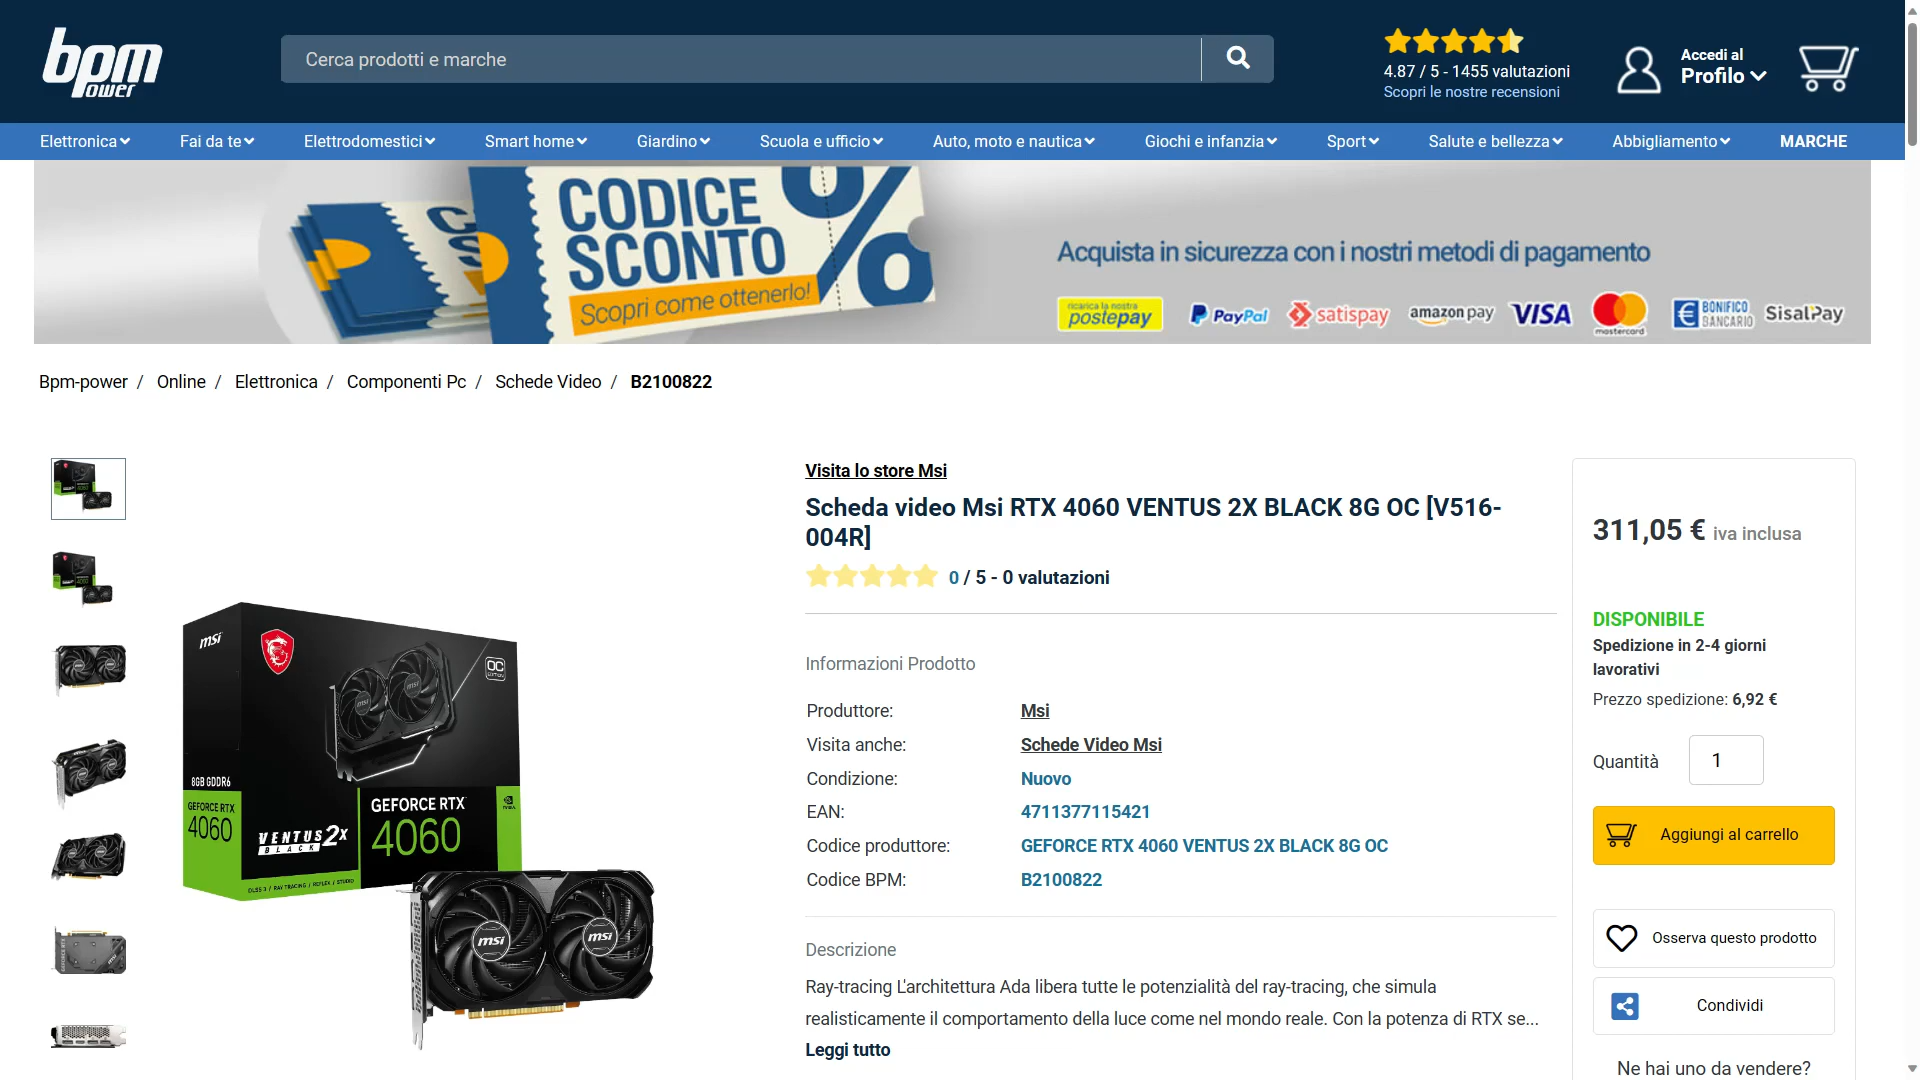 bpm
power
Cerca prodotti e marche
4.87 / 5 - 1455 valutazioni
Scopri le nostre recensioni
Accedi al
Profilo
Elettronica
Fai da te
Elettrodomestici
Smart home
Giardino
Scuola e ufficio
Auto, moto e nautica
Giochi e infanzia
Sport
Salute e bellezza
Abbigliamento
MARCHE
CODICE
SCONTO
%
Scopri come ottenerlo!
Acquista in sicurezza con i nostri metodi di pagamento
ricarica la nostra
postepay
PayPal
satispay
amazon pay
VISA
mastercard
BONIFICO
BANCARIO
SisalPay
Bpm-power / Online / Elettronica / Componenti Pc / Schede Video / B2100822
msi
OC
EDITION
8GB GDDR6
GEFORCE RTX
4060
VENTUS 2X
BLACK
GEFORCE RTX
4060
NVIDIA
DLSS 3 / RAY TRACING / REFLEX / STUDIO
msi
msi
Visita lo store Msi
Scheda video Msi RTX 4060 VENTUS 2X BLACK 8G OC [V516-
004R]
0 / 5 - 0 valutazioni
Informazioni Prodotto
Produttore: Msi
Visita anche: Schede Video Msi
Condizione: Nuovo
EAN: 4711377115421
Codice produttore: GEFORCE RTX 4060 VENTUS 2X BLACK 8G OC
Codice BPM: B2100822
Descrizione
Ray-tracing L'architettura Ada libera tutte le potenzialità del ray-tracing, che simula
realisticamente il comportamento della luce come nel mondo reale. Con la potenza di RTX se...
Leggi tutto
311,05 € iva inclusa
DISPONIBILE
Spedizione in 2-4 giorni
lavorativi
Prezzo spedizione: 6,92 €
Quantità 1
Aggiungi al carrello
Osserva questo prodotto
Condividi
Ne hai uno da vendere?